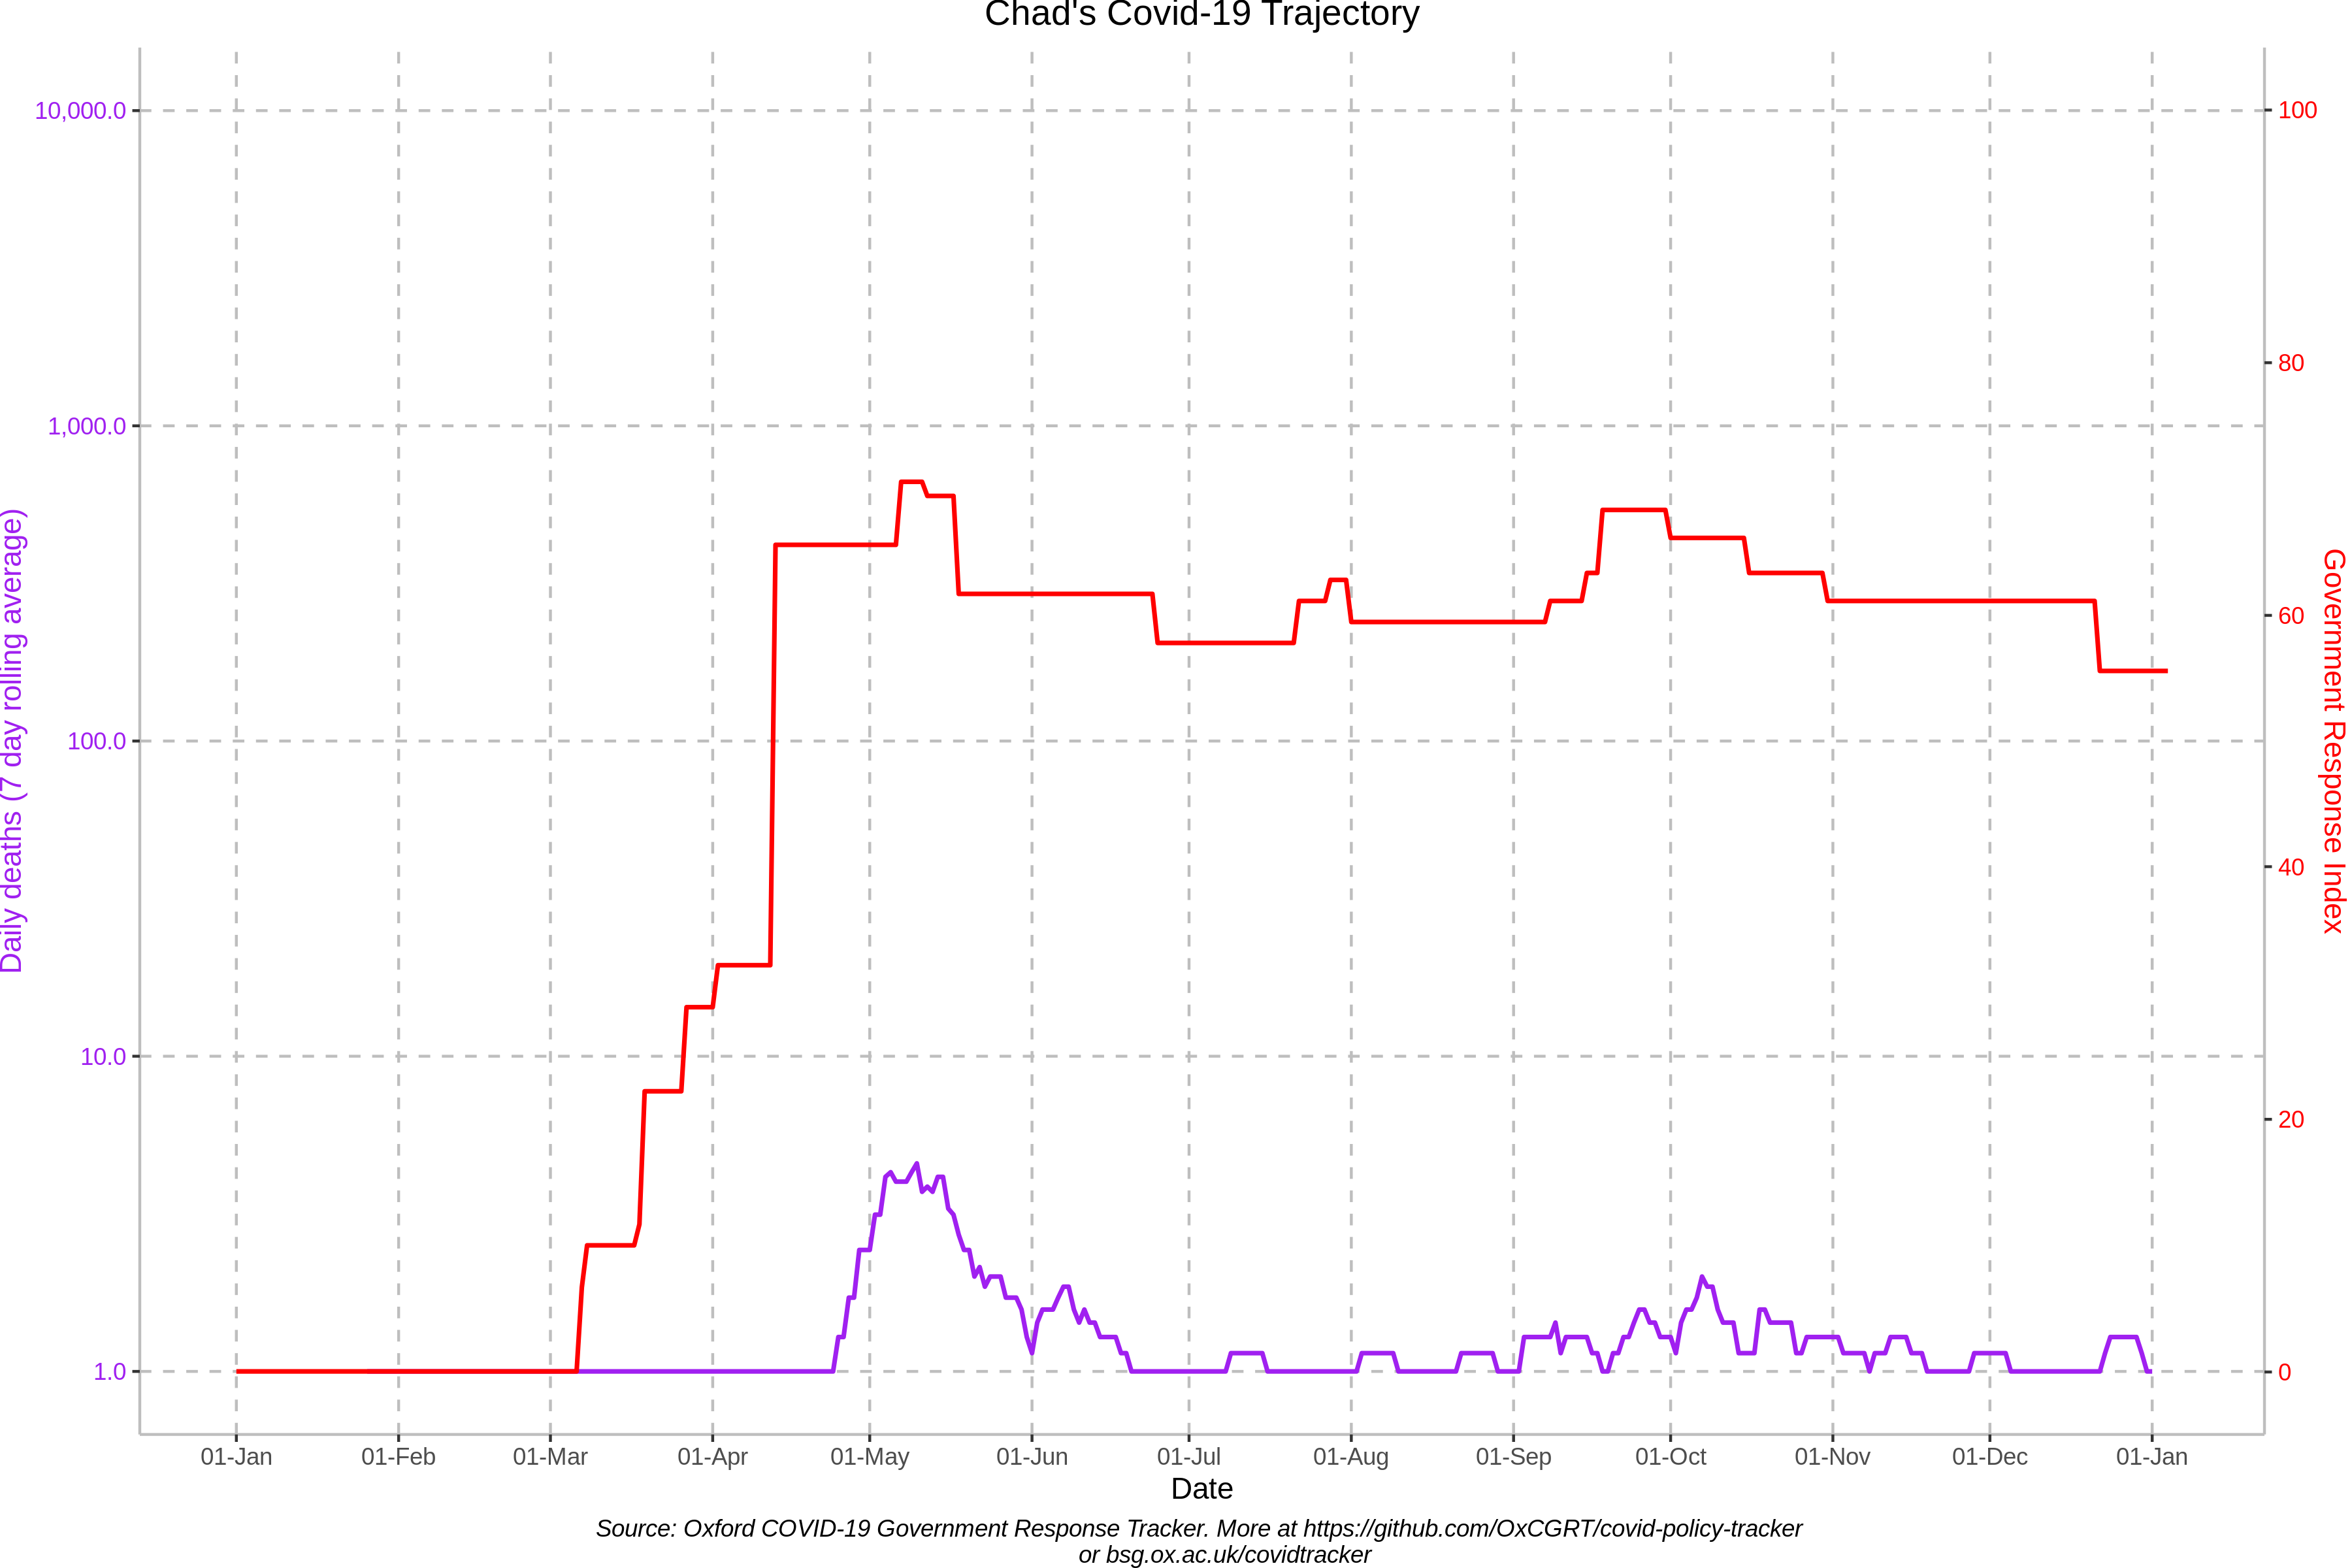 Chad's Covid-19 Trajectory
10,000.0
1,000.0
100.0
10.0
1.0
Daily deaths (7 day rolling average)
100
80
60
40
20
0
Government Response Index
01-Jan 01-Feb 01-Mar 01-Apr 01-May 01-Jun 01-Jul 01-Aug 01-Sep 01-Oct 01-Nov 01-Dec 01-Jan
Date
Source: Oxford COVID-19 Government Response Tracker. More at https://github.com/OxCGRT/covid-policy-tracker
or bsg.ox.ac.uk/covidtracker